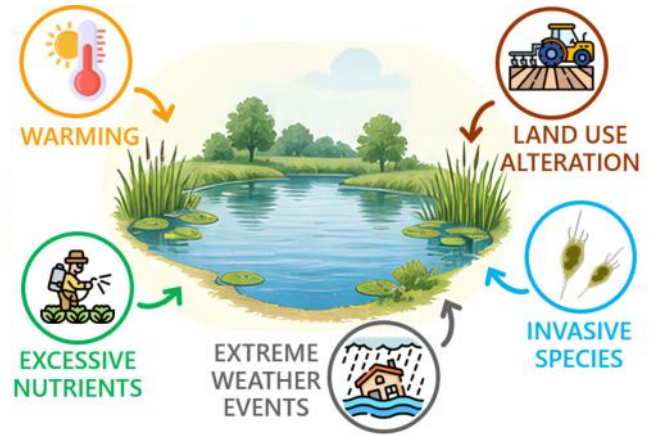 WARMING
LAND USE
ALTERATION
EXCESSIVE
NUTRIENTS
EXTREME
WEATHER
EVENTS
INVASIVE
SPECIES